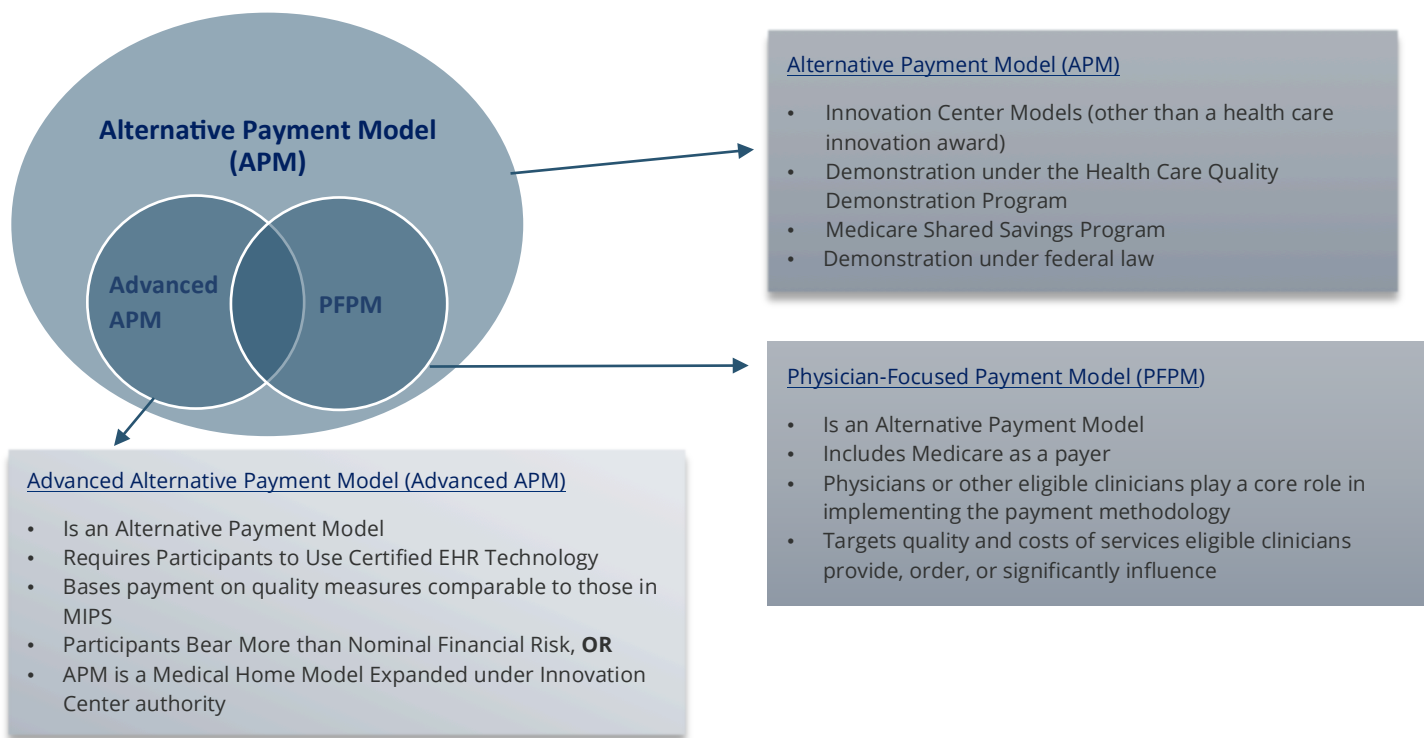 Alternative Payment Model
(APM)
Advanced
APM
PFPM
Alternative Payment Model (APM)
• Innovation Center Models (other than a health care
innovation award)
• Demonstration under the Health Care Quality
Demonstration Program
• Medicare Shared Savings Program
• Demonstration under federal law
Physician-Focused Payment Model (PFPM)
• Is an Alternative Payment Model
• Includes Medicare as a payer
• Physicians or other eligible clinicians play a core role in
implementing the payment methodology
• Targets quality and costs of services eligible clinicians
provide, order, or significantly influence
Advanced Alternative Payment Model (Advanced APM)
• Is an Alternative Payment Model
• Requires Participants to Use Certified EHR Technology
• Bases payment on quality measures comparable to those in
MIPS
• Participants Bear More than Nominal Financial Risk, OR
• APM is a Medical Home Model Expanded under Innovation
Center authority